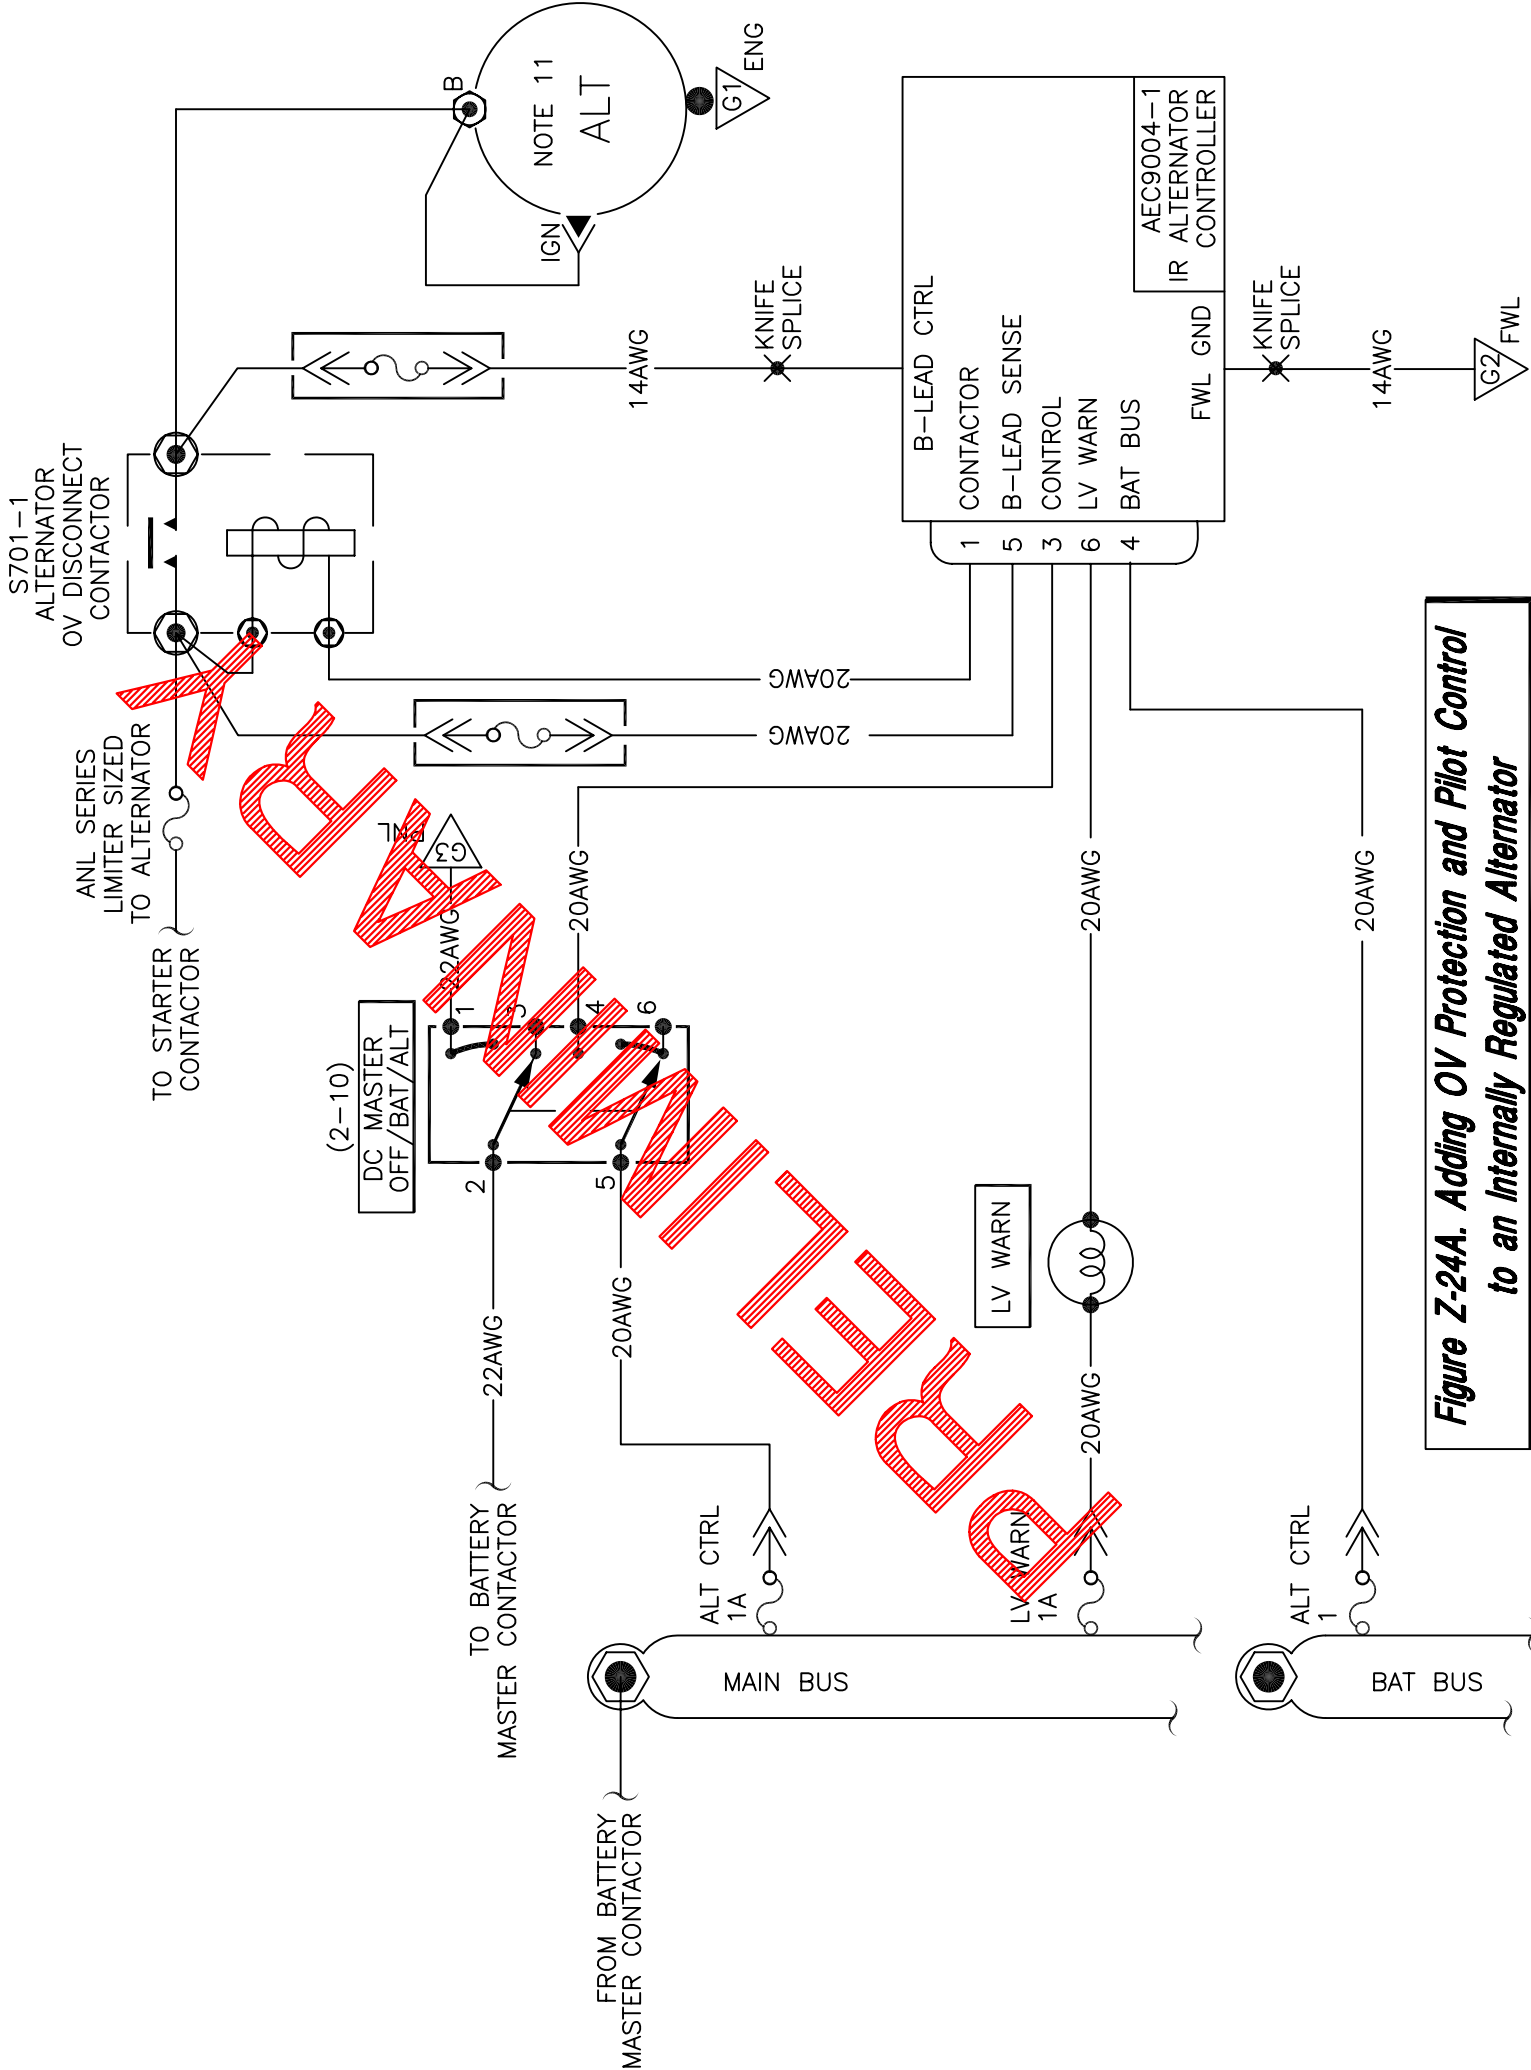 S701-1
ALTERNATOR
OV DISCONNECT
CONTACTOR
B
NOTE 11
ALT
IGN
G1
ENG
ANL SERIES
LIMITER SIZED
TO ALTERNATOR
TO STARTER
CONTACTOR
14AWG
KNIFE
SPLICE
B-LEAD CTRL
1
CONTACTOR
5
B-LEAD SENSE
3
CONTROL
6
LV WARN
4
BAT BUS
FWL GND
AEC9004-1
IR ALTERNATOR
CONTROLLER
KNIFE
SPLICE
14AWG
G2
FWL
20AWG
20AWG
PNL
G3
22AWG
20AWG
(2-10)
DC MASTER
OFF/BAT/ALT
1
3
4
6
2
5
22AWG
TO BATTERY
MASTER CONTACTOR
20AWG
20AWG
LV WARN
20AWG
20AWG
ALT CTRL
1A
LV WARN
1A
ALT CTRL
1
MAIN BUS
BAT BUS
FROM BATTERY
MASTER CONTACTOR
PRELIMINARY
Figure Z-24A. Adding OV Protection and Pilot Control
to an Internally Regulated Alternator